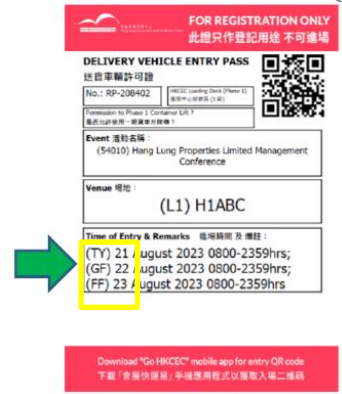 FOR REGISTRATION ONLY
此證只作登記用途 不可進場
DELIVERY VEHICLE ENTRY PASS
送貨車輛許可證
No.: RP-208402
HKCEC Loading Dock (Phase 1)
Permission to Phase 1 Container Lift ?
Event 活動名稱：
(54010) Hang Lung Properties Limited Management
Conference
Venue 場地：
(L1) H1ABC
Time of Entry & Remarks 進場時間 及 備註：
(TY) 21 August 2023 0800-2359hrs;
(GF) 22 August 2023 0800-2359hrs;
(FF) 23 August 2023 0800-2359hrs
Download "Go HKCEC" mobile app for entry QR code
下載「會展快遞易」手機應用程式以獲取入場二維碼